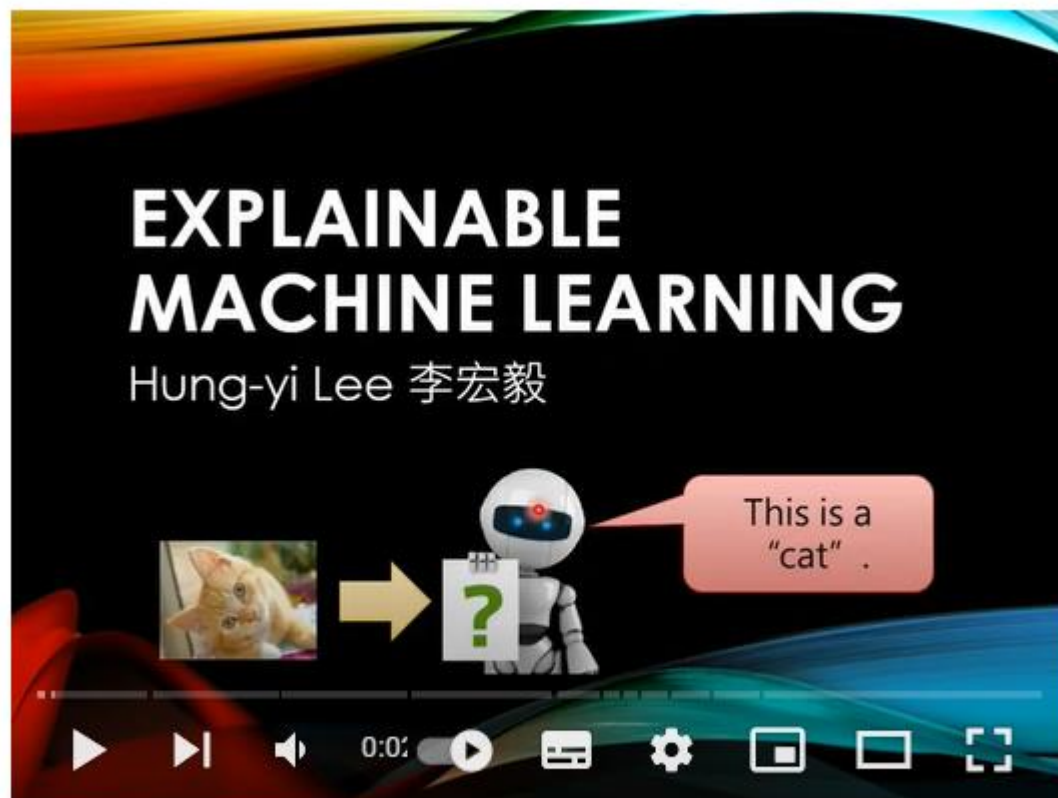 EXPLAINABLE
MACHINE LEARNING
Hung-yi Lee 李宏毅
This is a
“cat” .
?